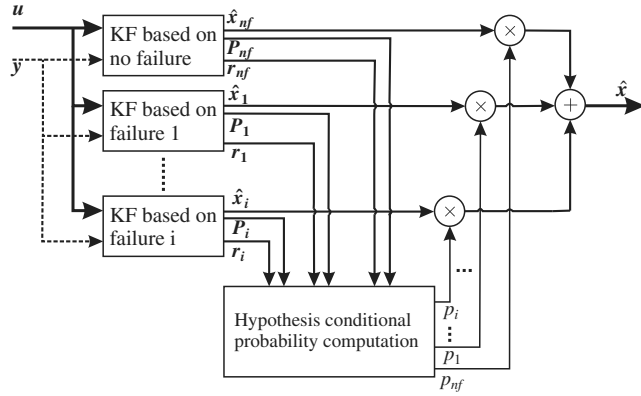 u
y
KF based on
no failure
x̂nf
Pnf
rnf
KF based on
failure 1
x̂1
P1
r1
KF based on
failure i
x̂i
Pi
ri
×
×
×
+
x̂
Hypothesis conditional
probability computation
...
pi
p1
pnf